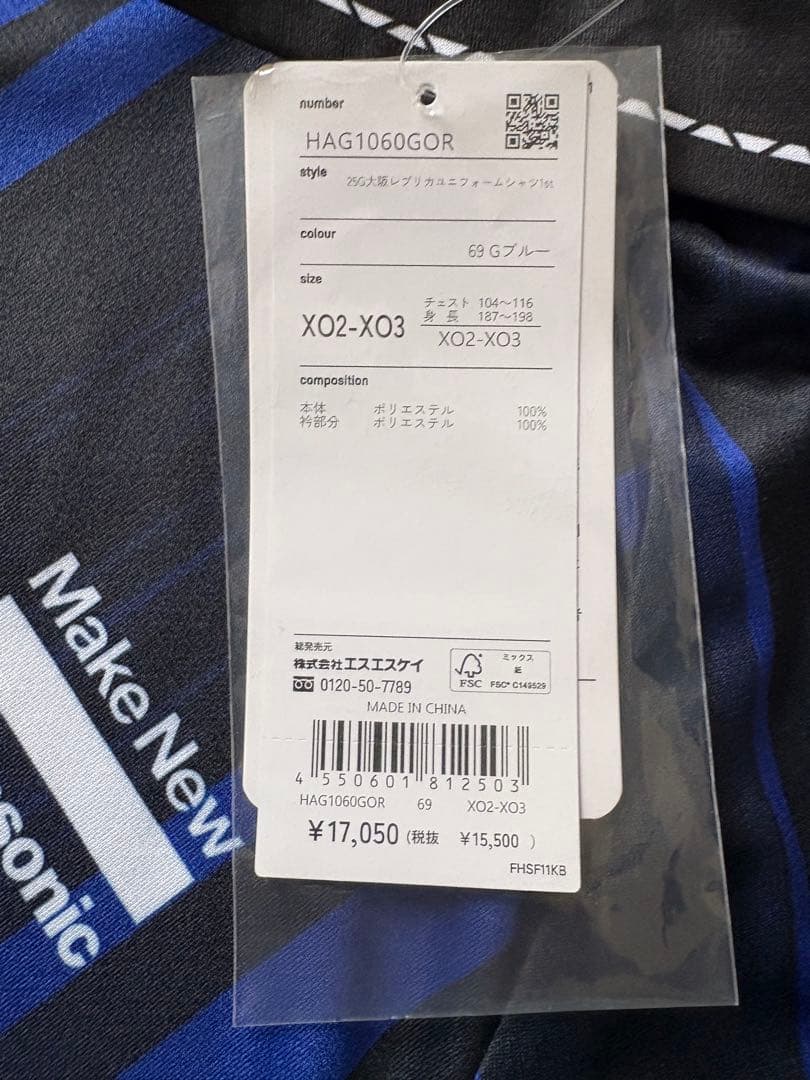 number
HAG1060GOR
style
25G大阪レプリカユニフォームシャツ1st
colour
69 Gブルー
size
XO2-XO3
チェスト 104〜116
身 長 187〜198
XO2-XO3
composition
本体 ポリエステル 100%
衿部分 ポリエステル 100%
総発売元
株式会社エスエスケイ
0120-50-7789
ミックス
紙
FSC
FSC® C149529
MADE IN CHINA
4 550601 812503
HAG1060GOR 69 XO2-XO3
¥17,050 (税抜 ¥15,500 )
FHSF11KB
Make New
sonic